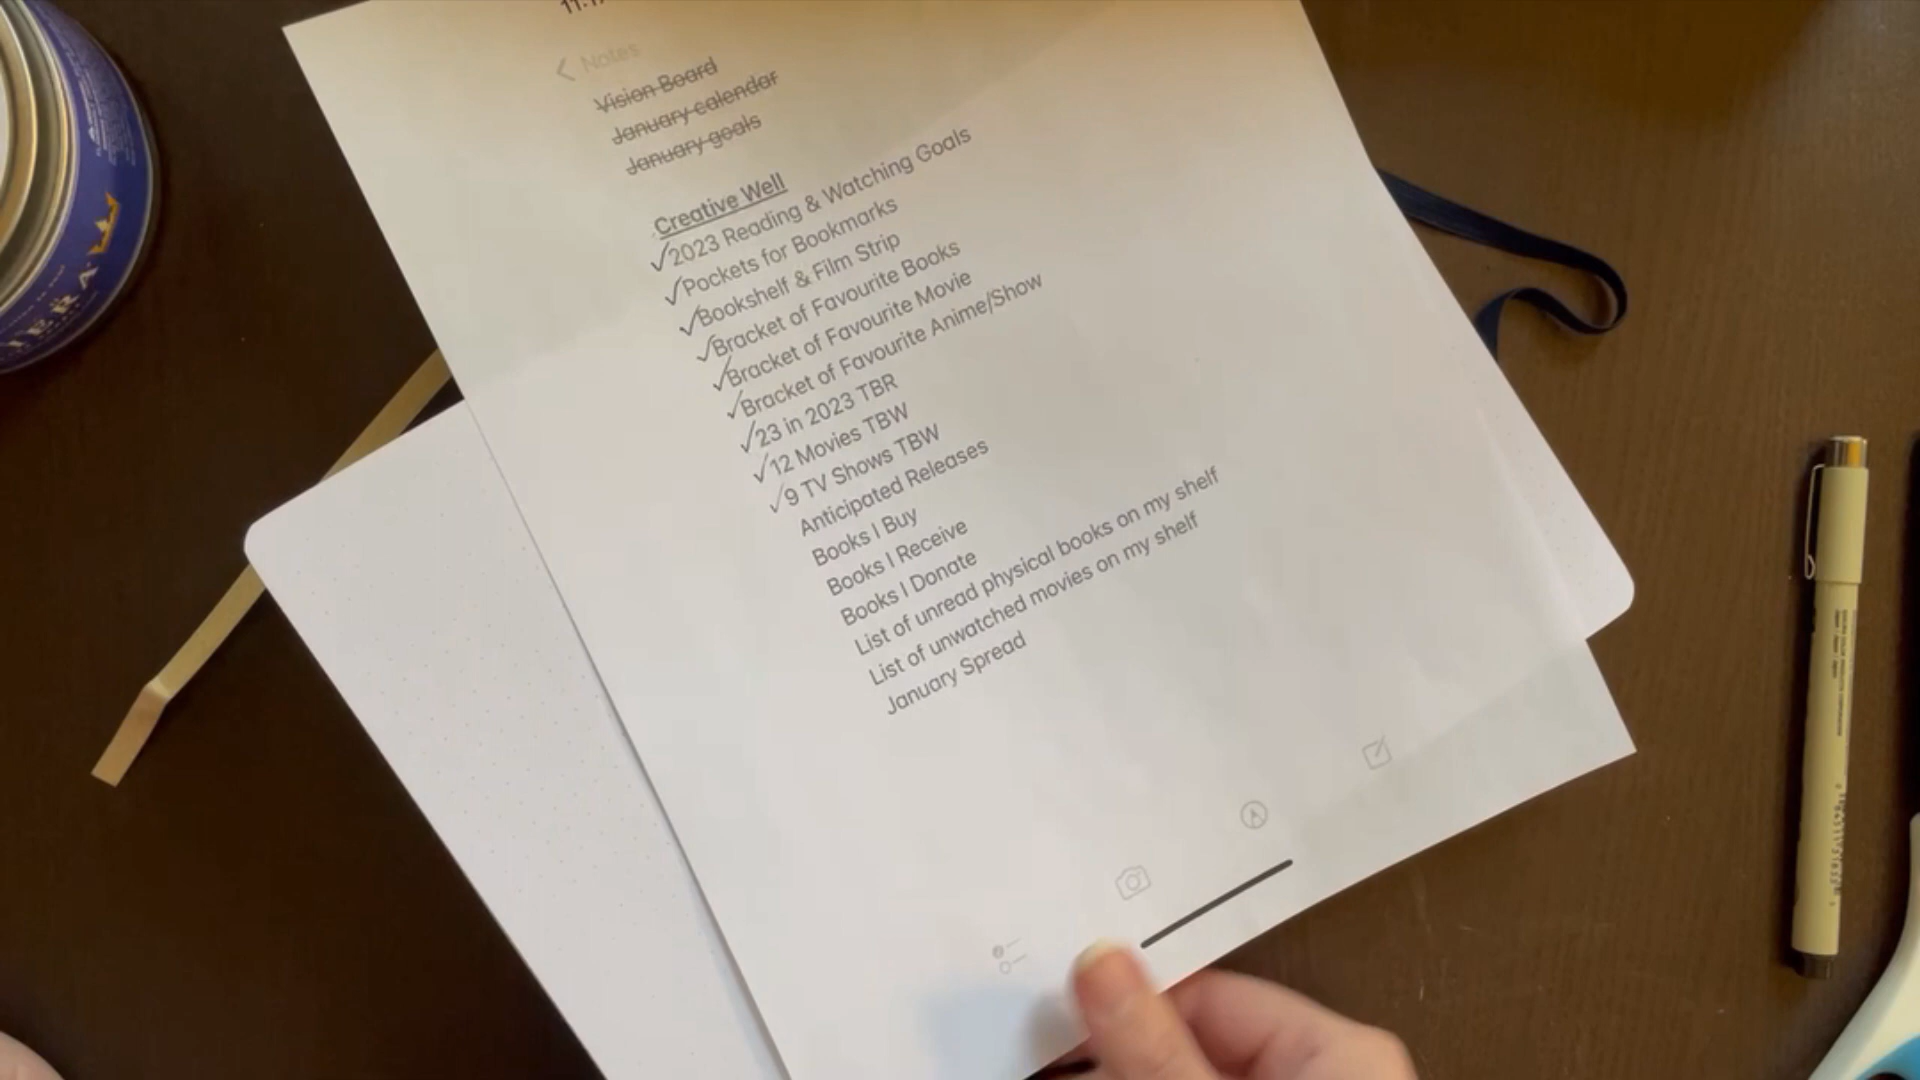 Notes
Vision Board
January calendar
January goals
Creative Well
✓2023 Reading & Watching Goals
✓Pockets for Bookmarks
✓Bookshelf & Film Strip
✓Bracket of Favourite Books
✓Bracket of Favourite Movie
✓Bracket of Favourite Anime/Show
✓23 in 2023 TBR
✓12 Movies TBW
✓9 TV Shows TBW
Anticipated Releases
Books I Buy
Books I Receive
Books I Donate
List of unread physical books on my shelf
List of unwatched movies on my shelf
January Spread